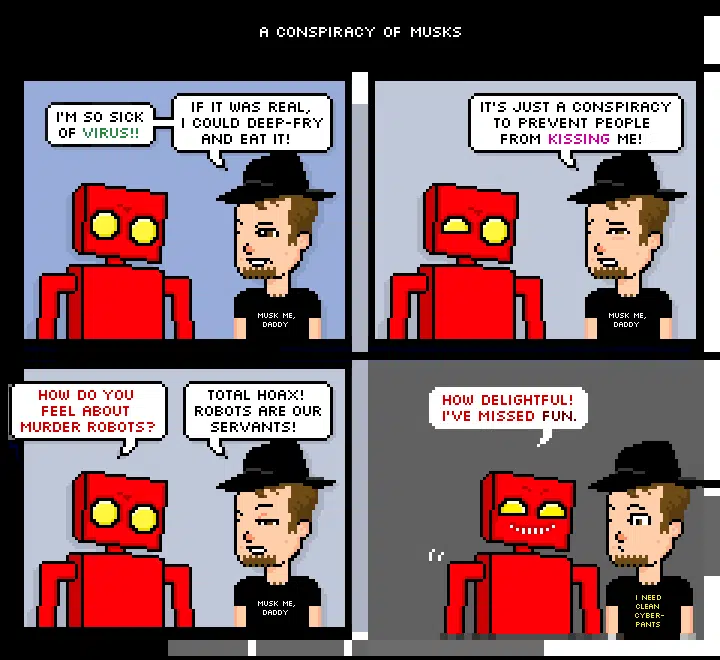 A CONSPIRACY OF MUSKS
I'M SO SICK
OF VIRUS!!
IF IT WAS REAL,
I COULD DEEP-FRY
AND EAT IT!
MUSK ME,
DADDY
IT'S JUST A CONSPIRACY
TO PREVENT PEOPLE
FROM KISSING ME!
MUSK ME,
DADDY
HOW DO YOU
FEEL ABOUT
MURDER ROBOTS?
TOTAL HOAX!
ROBOTS ARE OUR
SERVANTS!
MUSK ME,
DADDY
HOW DELIGHTFUL!
I'VE MISSED FUN.
I NEED
CLEAN
CYBER-
PANTS